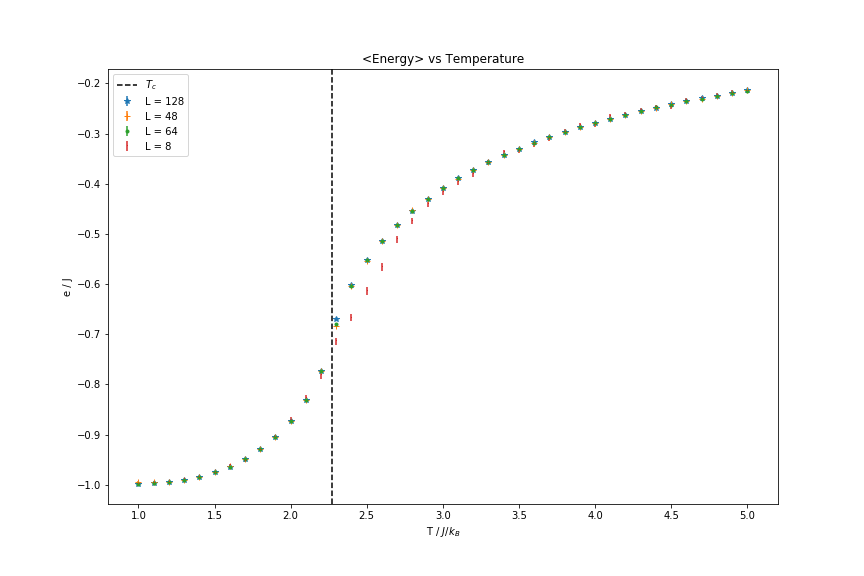 <Energy> vs Temperature
T_c
L = 128
L = 48
L = 64
L = 8
−0.2
−0.3
−0.4
−0.5
−0.6
−0.7
−0.8
−0.9
−1.0
e / J
1.0 1.5 2.0 2.5 3.0 3.5 4.0 4.5 5.0
T / J/k_B